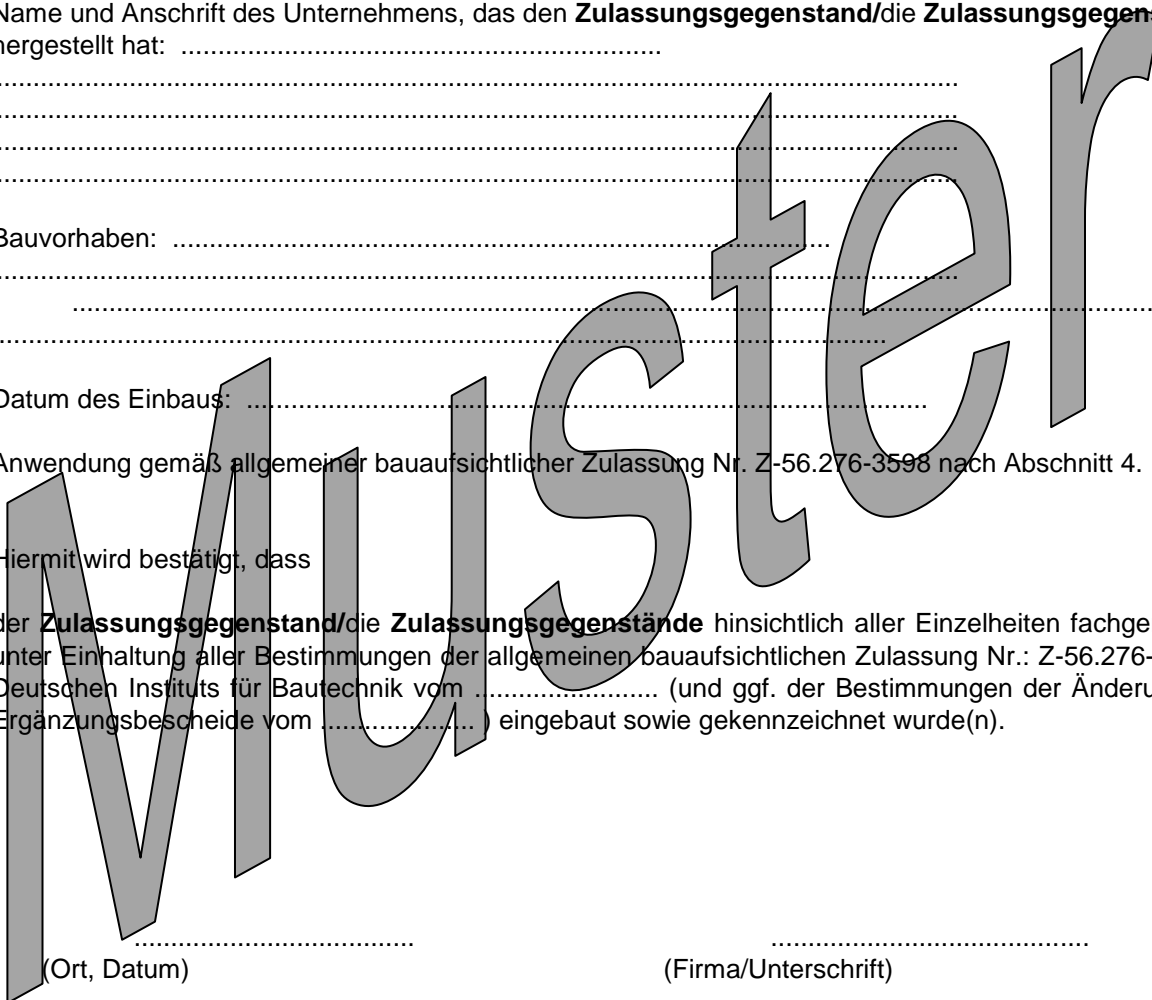 Name und Anschrift des Unternehmens, das den Zulassungsgegenstand/die
hergestellt hat: ......................................................
..........................................................................................................
..........................................................................................................
..........................................................................................................
..........................................................................................................
Bauvorhaben: ..........................................................................
..........................................................................................................
..........................................................................................................
..........................................................................................................
Datum des Einbaus: ............................................................................
Anwendung gemäß allgemeiner bauaufsichtlicher Zulassung Nr. Z-56.276-3598 nach Abschnitt 4.
Hiermit wird bestätigt, dass
der Zulassungsgegenstand/die Zulassungsgegenstände hinsichtlich aller Einzelheiten
unter Einhaltung aller Bestimmungen der allgemeinen bauaufsichtlichen Zulassung Nr.: Z-56.276-
Deutschen Instituts für Bautechnik vom ......................... (und ggf. der Bestimmungen der
Ergänzungsbescheide vom ..................... ) eingebaut sowie gekennzeichnet wurde(n).
...................................... ...........................................
(Ort, Datum) (Firma/Unterschrift)
Muster